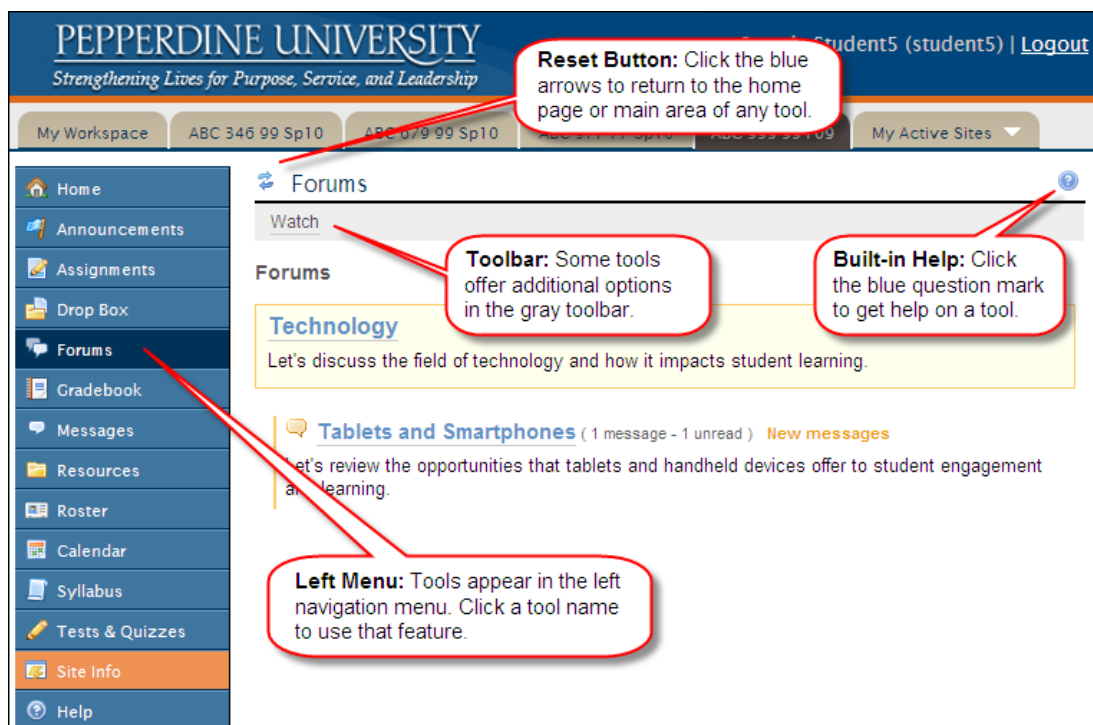 PEPPERDINE UNIVERSITY
Strengthening Lives for Purpose, Service, and Leadership
Student5 (student5) | Logout
Reset Button: Click the blue
arrows to return to the home
page or main area of any tool.
My Workspace
ABC 346 99 Sp10
ABC 679 99 Sp10
My Active Sites
Home
Announcements
Assignments
Drop Box
Forums
Gradebook
Messages
Resources
Roster
Calendar
Syllabus
Tests & Quizzes
Site Info
Help
Forums
Watch
Toolbar: Some tools
offer additional options
in the gray toolbar.
Built-in Help: Click
the blue question mark
to get help on a tool.
Forums
Technology
Let's discuss the field of technology and how it impacts student learning.
Tablets and Smartphones ( 1 message - 1 unread ) New messages
Let's review the opportunities that tablets and handheld devices offer to student engagement
and learning.
Left Menu: Tools appear in the left
navigation menu. Click a tool name
to use that feature.